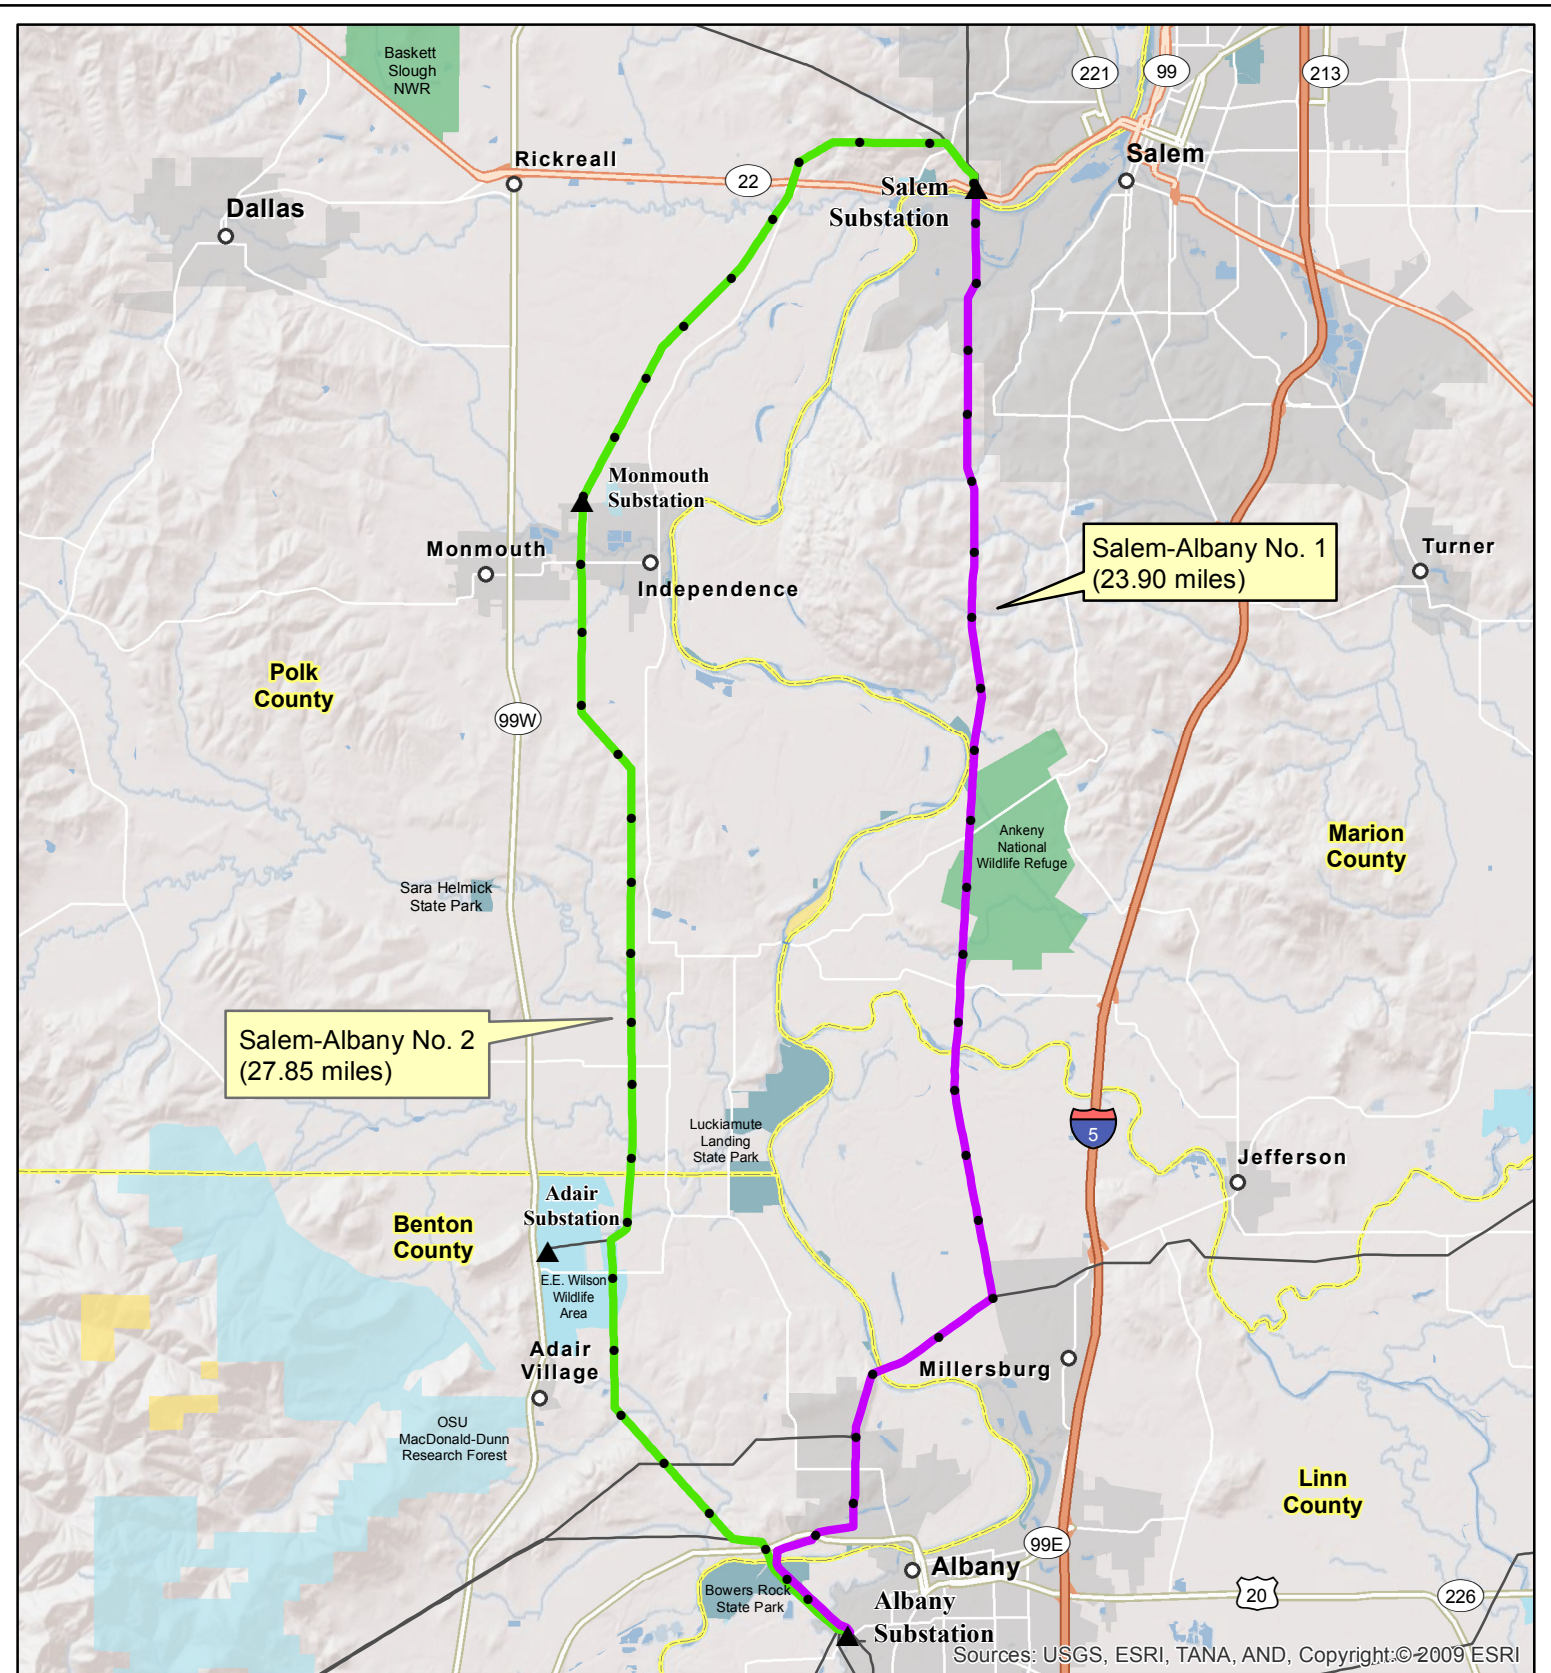 Baskett
Slough
NWR
221
99
213
Rickreall
22
Salem
Dallas
Salem
Substation
Monmouth
Substation
Monmouth
Independence
Salem-Albany No. 1
(23.90 miles)
Turner
Polk
County
99W
Ankeny
National
Wildlife Refuge
Marion
County
Sara Helmick
State Park
Salem-Albany No. 2
(27.85 miles)
Luckiamute
Landing
State Park
5
Jefferson
Adair
Substation
Benton
County
E.E. Wilson
Wildlife
Area
Adair
Village
Millersburg
OSU
MacDonald-Dunn
Research Forest
Linn
County
99E
Albany
Bowers Rock
State Park
20
226
Albany
Substation
Sources: USGS, ESRI, TANA, AND, Copyright:© 2009 ESRI